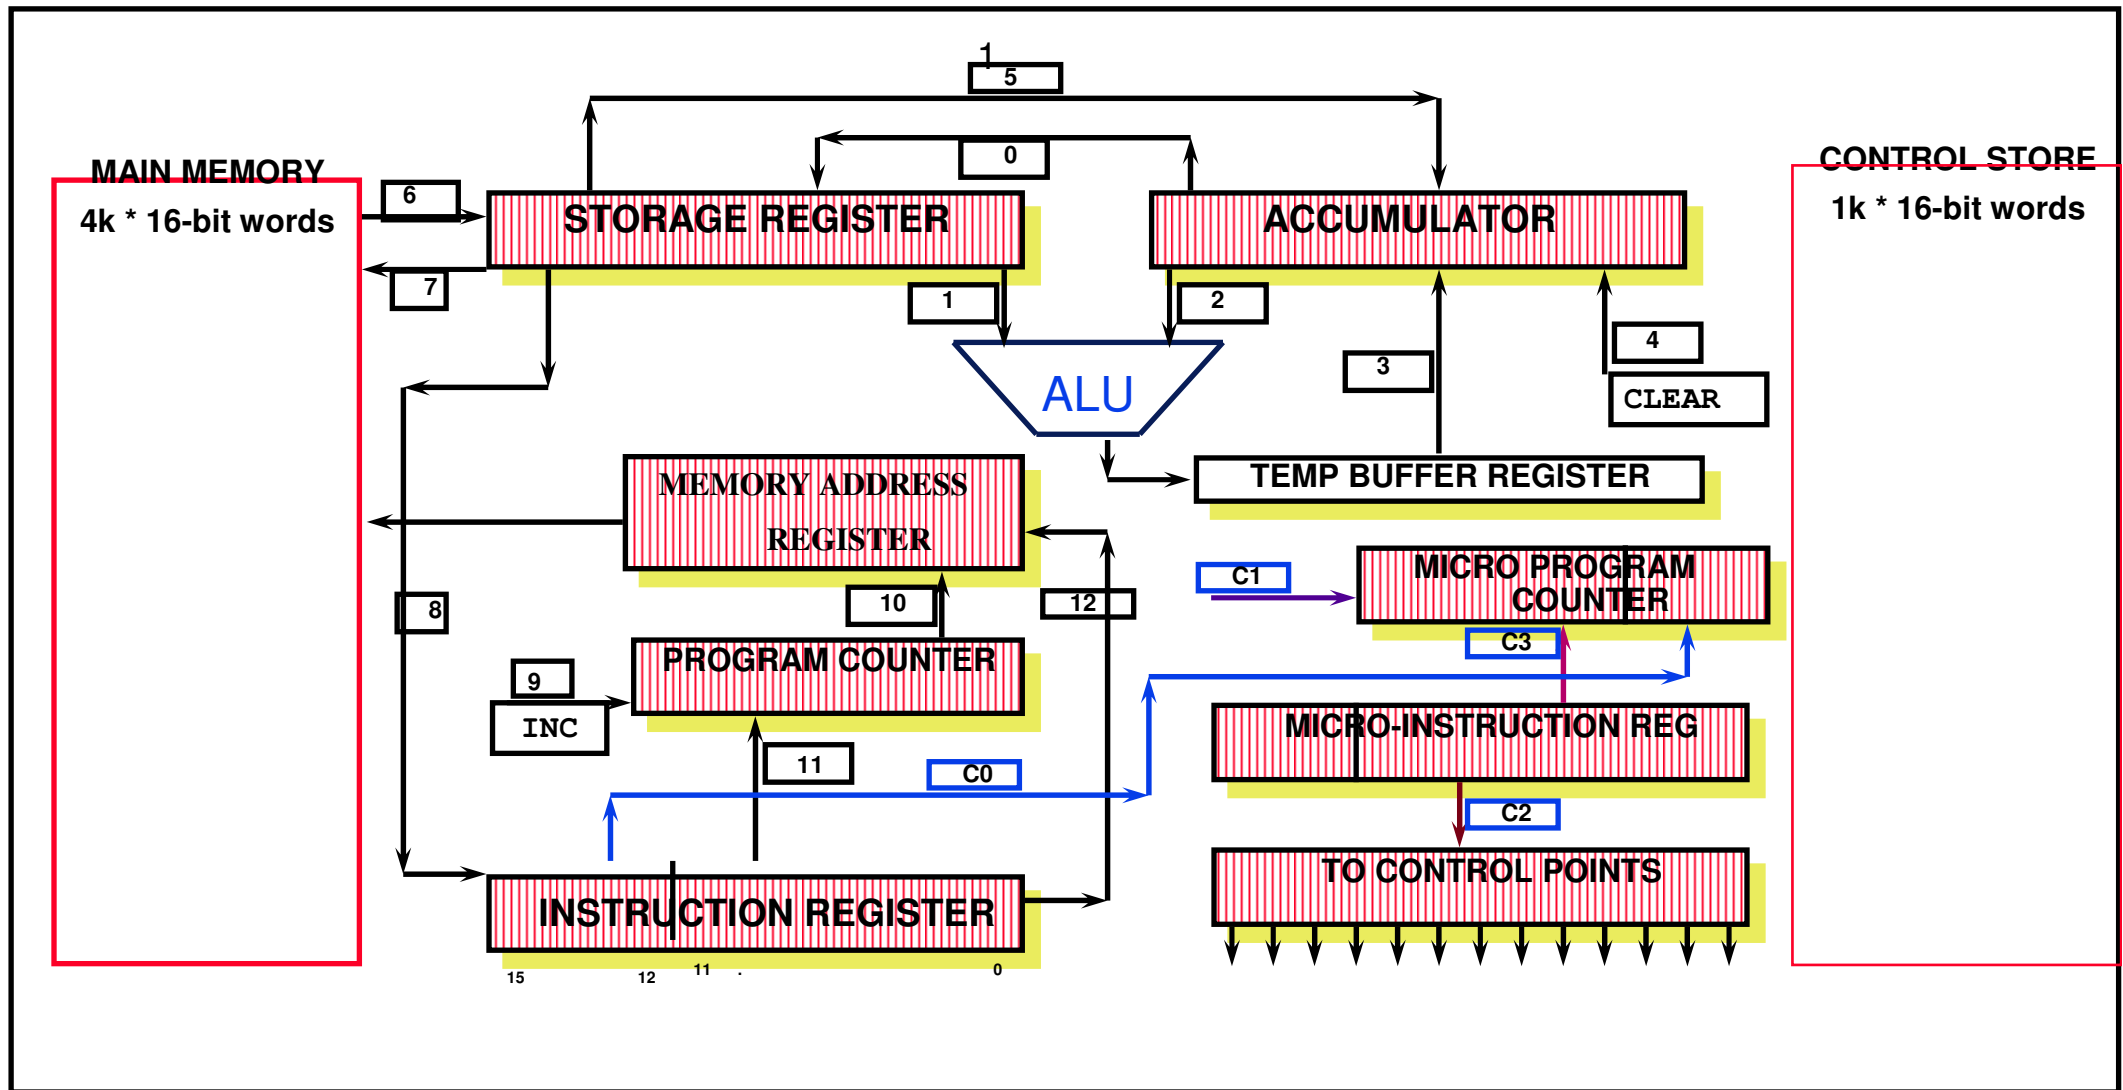 1
5
0
MAIN MEMORY
4k * 16-bit words
6
7
STORAGE REGISTER
ACCUMULATOR
CONTROL STORE
1k * 16-bit words
1
2
3
4
CLEAR
ALU
TEMP BUFFER REGISTER
MEMORY ADDRESS
REGISTER
8
10
12
C1
MICRO PROGRAM
COUNTER
C3
9
INC
PROGRAM COUNTER
11
C0
MICRO-INSTRUCTION REG
C2
TO CONTROL POINTS
INSTRUCTION REGISTER
15
12
11 .
0